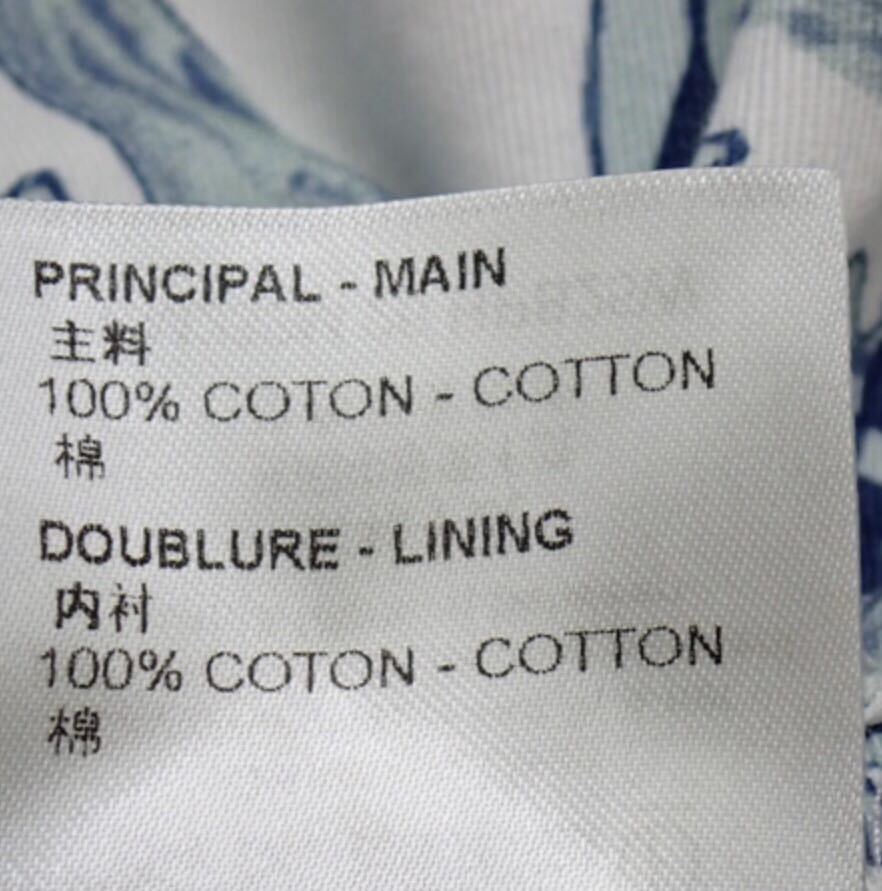 PRINCIPAL - MAIN
主料
100% COTON - COTTON
棉
DOUBLURE - LINING
内衬
100% COTON - COTTON
棉